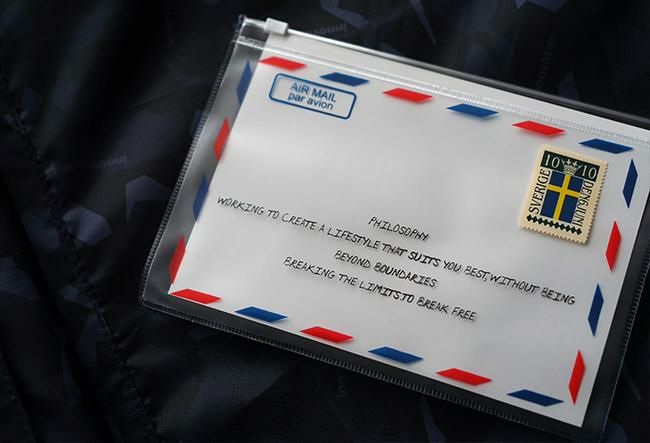 AIR MAIL
par avion
10 10
SVERIGE
DENGJUNI
PHILOSOPHY
WORKING TO CREATE A LIFESTYLE THAT SUITS YOU BEST,WITHOUT BEING
BEYOND BOUNDARIES
BREAKING THE LIMITS.TO BREAK FREE